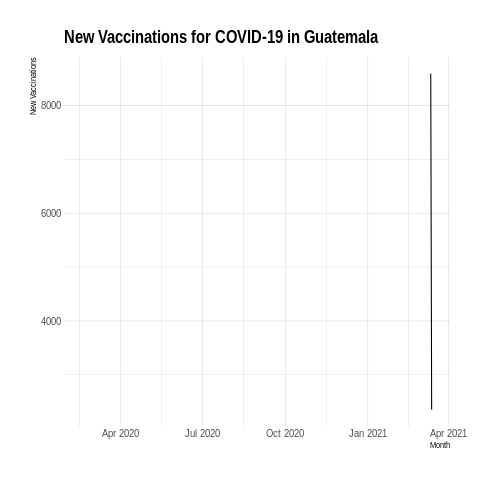 New Vaccinations for COVID-19 in Guatemala
New Vaccinations
8000
6000
4000
Apr 2020 Jul 2020 Oct 2020 Jan 2021 Apr 2021
Month